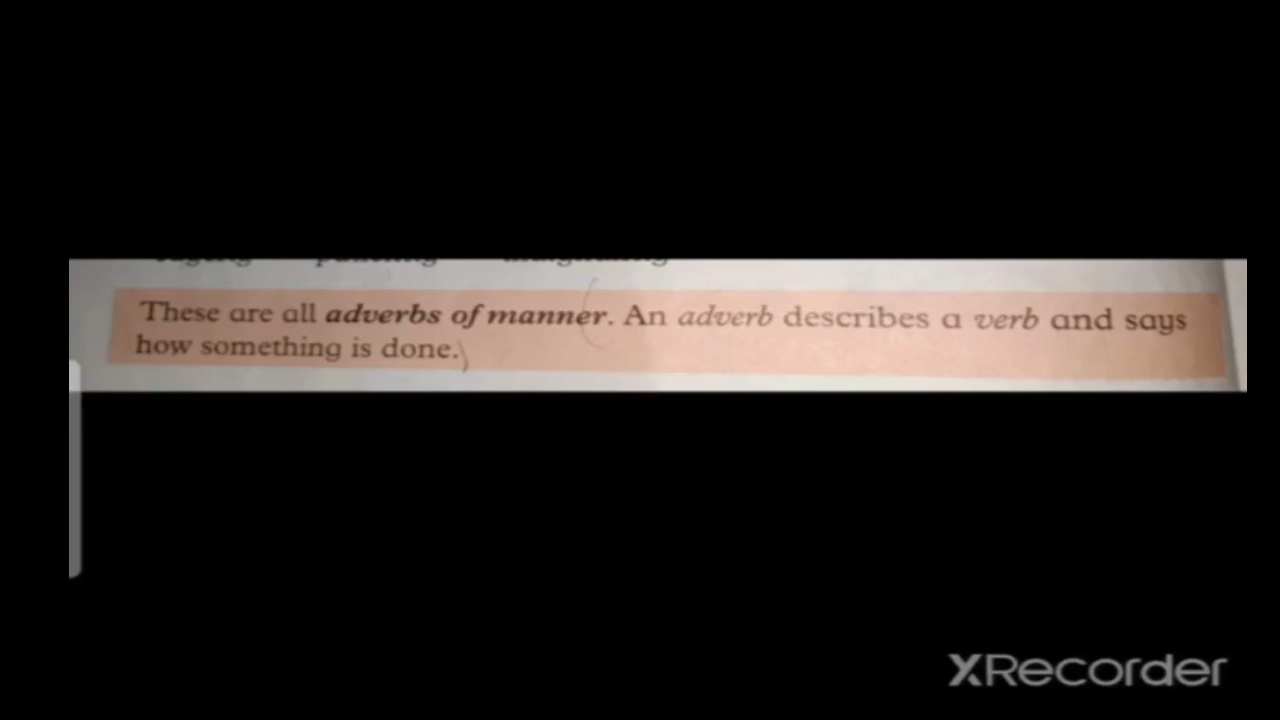 These are all adverbs of manner. An adverb describes a verb and says
how something is done.
XRecorder